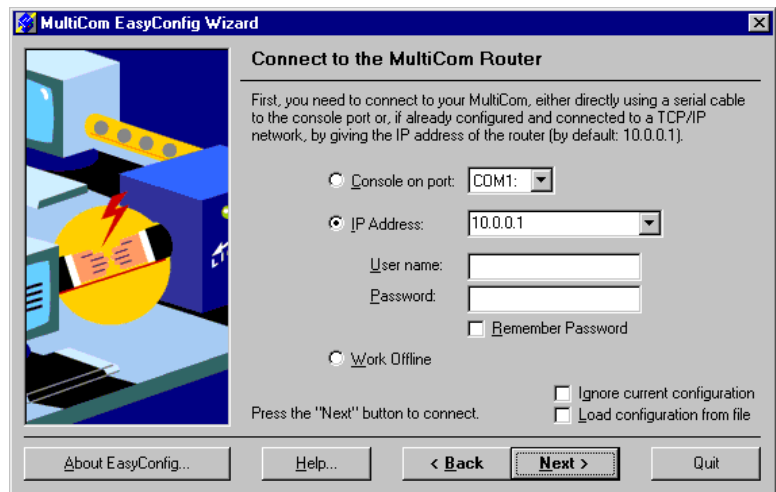 MultiCom EasyConfig Wizard
Connect to the MultiCom Router
First, you need to connect to your MultiCom, either directly using a serial cable
to the console port or, if already configured and connected to a TCP/IP
network, by giving the IP address of the router (by default: 10.0.0.1).
Console on port: COM1:
IP Address: 10.0.0.1
User name:
Password:
Remember Password
Work Offline
Ignore current configuration
Press the "Next" button to connect. Load configuration from file
About EasyConfig... Help... < Back Next > Quit